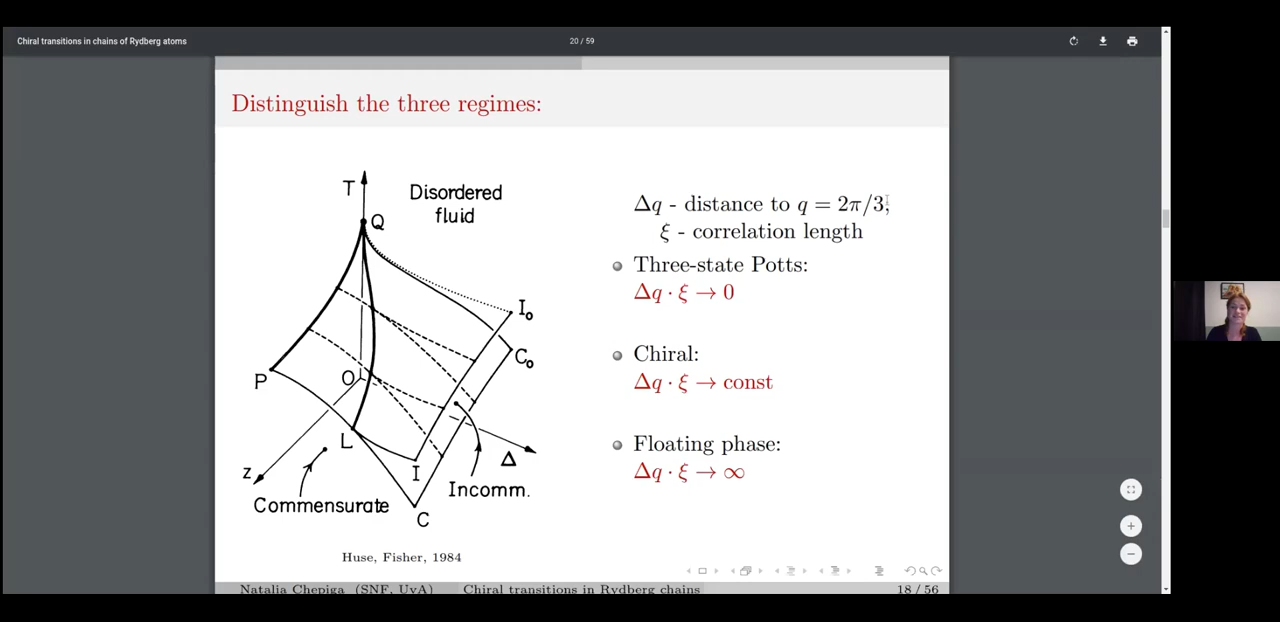 Chiral transitions in chains of Rydberg atoms
20 / 59
Distinguish the three regimes:
T
Disordered
fluid
Q
I₀
C₀
P
O
L
z
Δ
I
C
Commensurate
Incomm.
Huse, Fisher, 1984
Δq - distance to q = 2π/3;
ξ - correlation length
Three-state Potts:
Δq · ξ → 0
Chiral:
Δq · ξ → const
Floating phase:
Δq · ξ → ∞
Natalia Chepiga (SNF, UvA) Chiral transitions in Rydberg chains 18 / 56